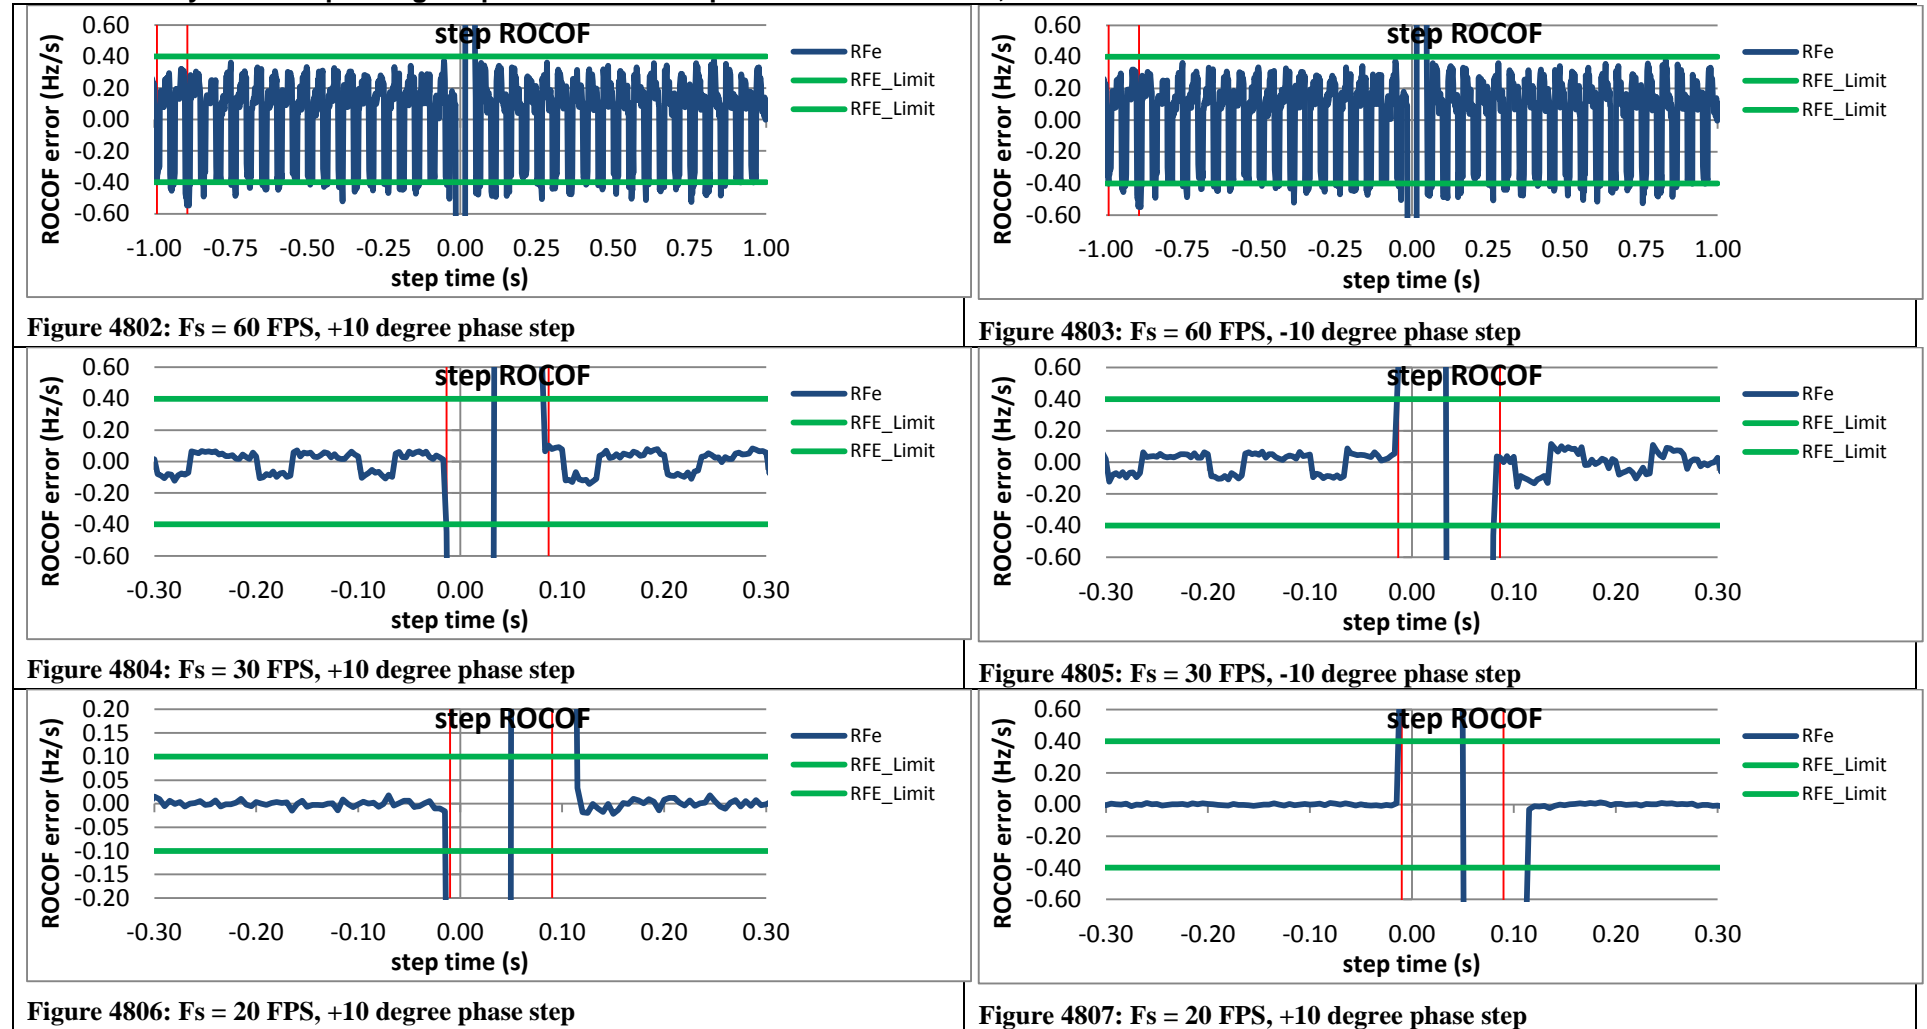 step ROCOF
0.60
0.40
0.20
0.00
-0.20
-0.40
-0.60
ROCOF error (Hz/s)
-1.00 -0.75 -0.50 -0.25 0.00 0.25 0.50 0.75 1.00
step time (s)
RFe
RFE_Limit
RFE_Limit
Figure 4802: Fs = 60 FPS, +10 degree phase step
step ROCOF
0.60
0.40
0.20
0.00
-0.20
-0.40
-0.60
ROCOF error (Hz/s)
-1.00 -0.75 -0.50 -0.25 0.00 0.25 0.50 0.75 1.00
step time (s)
RFe
RFE_Limit
RFE_Limit
Figure 4803: Fs = 60 FPS, -10 degree phase step
step ROCOF
0.60
0.40
0.20
0.00
-0.20
-0.40
-0.60
ROCOF error (Hz/s)
-0.30 -0.20 -0.10 0.00 0.10 0.20 0.30
step time (s)
RFe
RFE_Limit
RFE_Limit
Figure 4804: Fs = 30 FPS, +10 degree phase step
step ROCOF
0.60
0.40
0.20
0.00
-0.20
-0.40
-0.60
ROCOF error (Hz/s)
-0.30 -0.20 -0.10 0.00 0.10 0.20 0.30
step time (s)
RFe
RFE_Limit
RFE_Limit
Figure 4805: Fs = 30 FPS, -10 degree phase step
step ROCOF
0.20
0.15
0.10
0.05
0.00
-0.05
-0.10
-0.15
-0.20
ROCOF error (Hz/s)
-0.30 -0.20 -0.10 0.00 0.10 0.20 0.30
step time (s)
RFe
RFE_Limit
RFE_Limit
Figure 4806: Fs = 20 FPS, +10 degree phase step
step ROCOF
0.60
0.40
0.20
0.00
-0.20
-0.40
-0.60
ROCOF error (Hz/s)
-0.30 -0.20 -0.10 0.00 0.10 0.20 0.30
step time (s)
RFe
RFE_Limit
RFE_Limit
Figure 4807: Fs = 20 FPS, +10 degree phase step